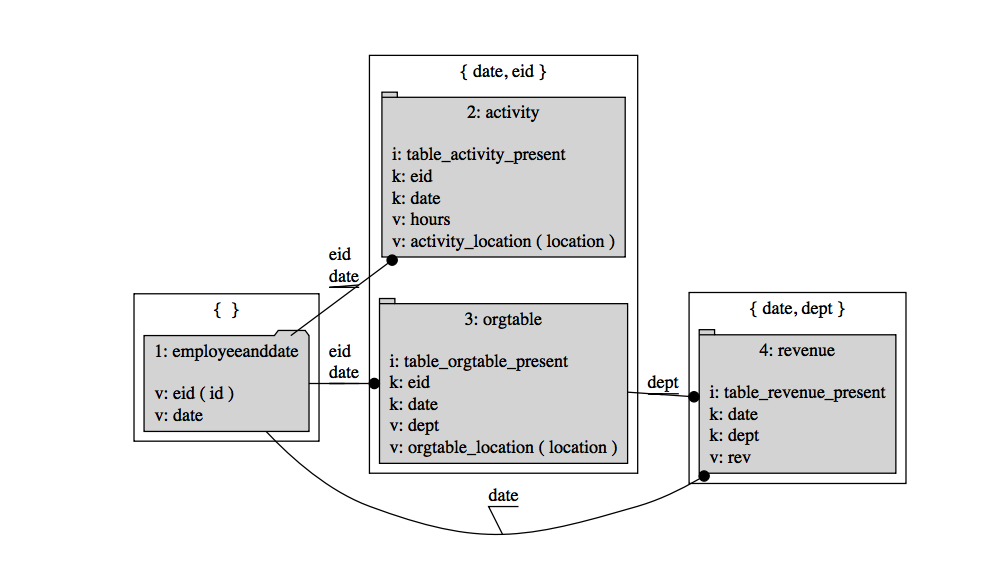 { date, eid }
2: activity
i: table_activity_present
k: eid
k: date
v: hours
v: activity_location ( location )
eid
date
{ }
1: employeeanddate
v: eid ( id )
v: date
eid
date
3: orgtable
i: table_orgtable_present
k: eid
k: date
v: dept
v: orgtable_location ( location )
dept
{ date, dept }
4: revenue
i: table_revenue_present
k: date
k: dept
v: rev
date